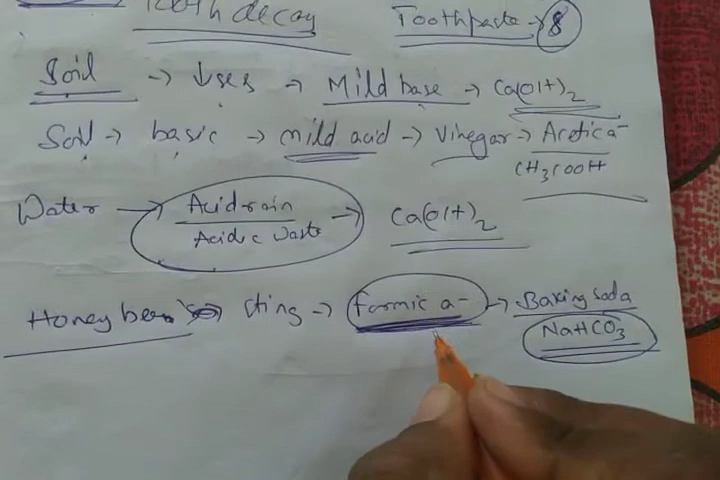 Tooth decay Toothpaste → 8
Soil → ↓ses → Mild base → Ca(OH)2
Soil → basic → mild acid → Vinegar → Acetic a-
CH3COOH
Water → Acid rain → Ca(OH)2
Acidic waste
Honey bee's sting → Formic a- → Baking Soda
NaHCO3